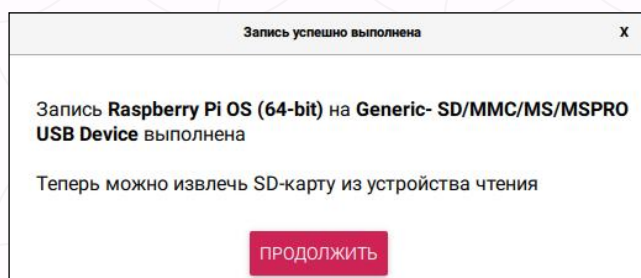 Запись успешно выполнена X
Запись Raspberry Pi OS (64-bit) на Generic- SD/MMC/MS/MSPRO
USB Device выполнена
Теперь можно извлечь SD-карту из устройства чтения
ПРОДОЛЖИТЬ